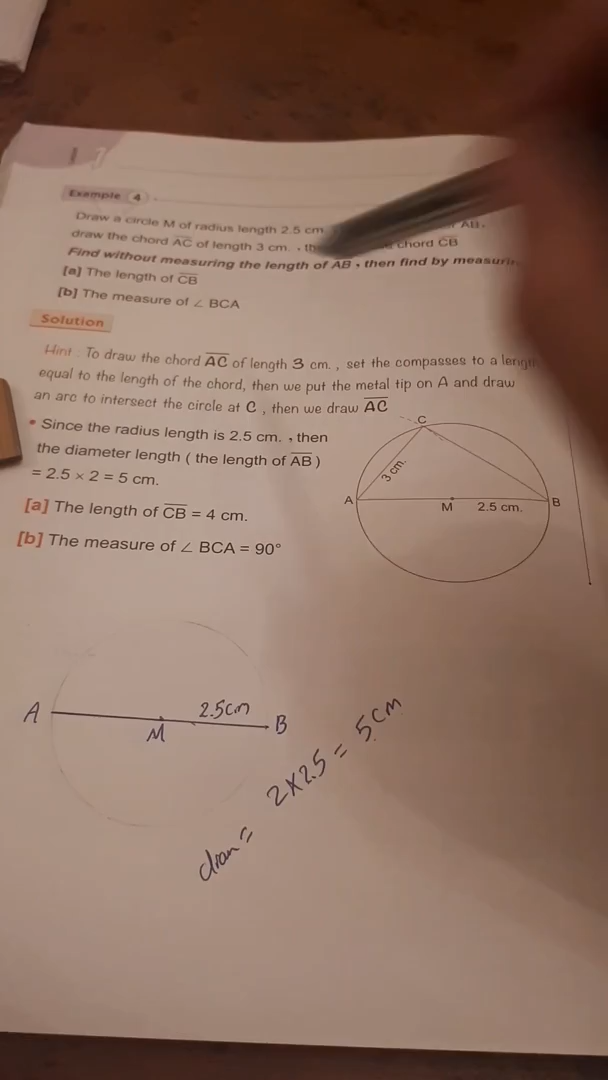 Example 4
Draw a circle M of radius length 2.5 cm. AB,
draw the chord AC of length 3 cm. , chord CB
Find without measuring the length of AB , then find by
[a] The length of CB
[b] The measure of ∠ BCA
Solution
Hint : To draw the chord AC of length 3 cm. , set the compasses to a length
equal to the length of the chord, then we put the metal tip on A and draw
an arc to intersect the circle at C , then we draw AC
• Since the radius length is 2.5 cm. , then
the diameter length ( the length of AB )
= 2.5 × 2 = 5 cm.
[a] The length of CB = 4 cm.
[b] The measure of ∠ BCA = 90°
C
3 cm.
A
M
2.5 cm.
B
A
M
2.5cm
B
2×2.5 = 5cm